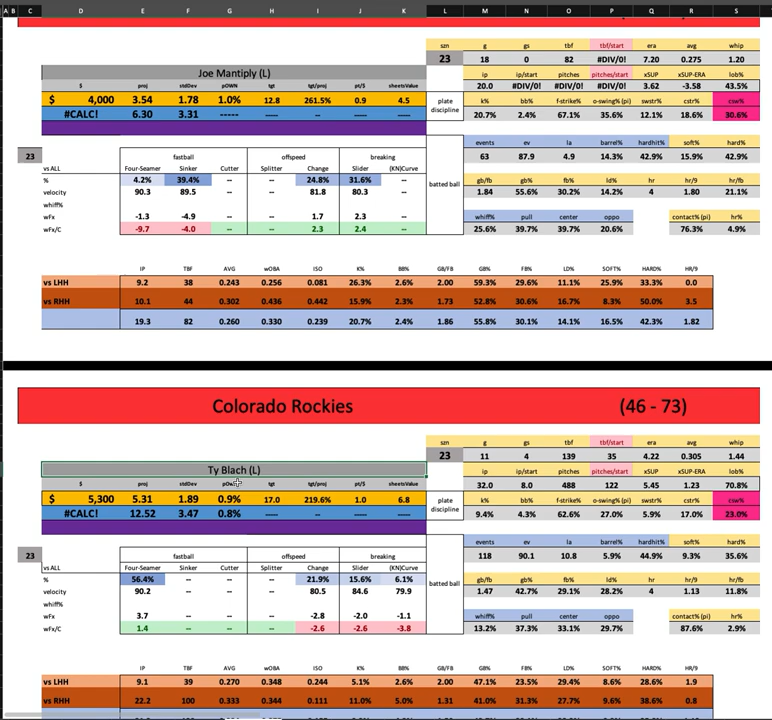 A B C D E F G H I J K L M N O P Q R S
szn g gs tbf tbf/start era avg whip
23 18 0 82 #DIV/0! 7.20 0.275 1.20
Joe Mantiply (L) ip ip/start pitches pitches/start xSUP xSUP-ERA lob%
$ proj stdDev pOWN tgt tgt/proj pt/$ sheetsValue 20.0 #DIV/0! #DIV/0! 3.62 -3.58 43.5%
$ 4,000 3.54 1.78 1.0% 12.8 261.5% 0.9 4.5 plate discipline k% bb% f-strike% o-swing% (pi) swstr% cstr% csw%
#CALC! 6.30 3.31 ----- ---- --- --- --- 20.7% 2.4% 67.1% 35.6% 12.1% 18.6% 30.6%
events ev la barrel% hardhit% soft% hard%
23 fastball offspeed breaking 63 87.9 4.9 14.3% 42.9% 15.9% 42.9%
vs ALL Four-Seamer Sinker Cutter Splitter Change Slider (KN)Curve
% 4.2% 39.4% -- -- 24.8% 31.6% -- gb/fb gb% fb% ld% hr hr/9 hr/fb
velocity 90.3 89.5 -- -- 81.8 80.3 -- batted ball 1.84 55.6% 30.2% 14.2% 4 1.80 21.1%
whiff%
wFx -1.3 -4.9 1.7 2.3 whiff% pull center oppo contact% (pi) hr%
wFx/C -9.7 -4.0 -- -- 2.3 2.4 -- 25.6% 39.7% 39.7% 20.6% 76.3% 4.9%
IP TBF AVG wOBA ISO K% BB% GB/FB GB% FB% LD% SOFT% HARD% HR/9
vs LHH 9.2 38 0.243 0.256 0.081 26.3% 2.6% 2.00 59.3% 29.6% 11.1% 25.9% 33.3% 0.0
vs RHH 10.1 44 0.302 0.436 0.442 15.9% 2.3% 1.73 52.8% 30.6% 16.7% 8.3% 50.0% 3.5
19.3 82 0.260 0.330 0.239 20.7% 2.4% 1.86 55.8% 30.1% 14.1% 16.5% 42.3% 1.82
Colorado Rockies (46 - 73)
szn g gs tbf tbf/start era avg whip
23 11 4 139 35 4.22 0.305 1.44
Ty Blach (L) ip ip/start pitches pitches/start xSUP xSUP-ERA lob%
$ proj stdDev tgt tgt/proj pt/$ sheetsValue 32.0 8.0 488 122 5.45 1.23 70.8%
$ 5,300 5.31 1.89 0.9% 17.0 219.6% 1.0 6.8 plate discipline k% bb% f-strike% o-swing% (pi) swstr% cstr% csw%
#CALC! 12.52 3.47 0.8% ---- --- --- --- 9.4% 4.3% 62.6% 27.0% 5.9% 17.0% 23.0%
events ev la barrel% hardhit% soft% hard%
23 fastball offspeed breaking 118 90.1 10.8 5.9% 44.9% 9.3% 35.6%
vs ALL Four-Seamer Sinker Cutter Splitter Change Slider (KN)Curve
% 56.4% -- -- -- 21.9% 15.6% 6.1% gb/fb gb% fb% ld% hr hr/9 hr/fb
velocity 90.2 -- -- -- 80.5 84.6 79.9 batted ball 1.47 42.7% 29.1% 28.2% 4 1.13 11.8%
whiff%
wFx 3.7 -2.8 -2.0 -1.1 whiff% pull center oppo contact% (pi) hr%
wFx/C 1.4 -- -- -- -2.6 -2.6 -3.8 13.2% 37.3% 33.1% 29.7% 87.6% 2.9%
IP TBF AVG wOBA ISO K% BB% GB/FB GB% FB% LD% SOFT% HARD% HR/9
vs LHH 9.1 39 0.270 0.348 0.244 5.1% 2.6% 2.00 47.1% 23.5% 29.4% 8.6% 28.6% 1.9
vs RHH 22.2 100 0.333 0.344 0.111 11.0% 5.0% 1.31 41.0% 31.3% 27.7% 9.6% 38.6% 0.8